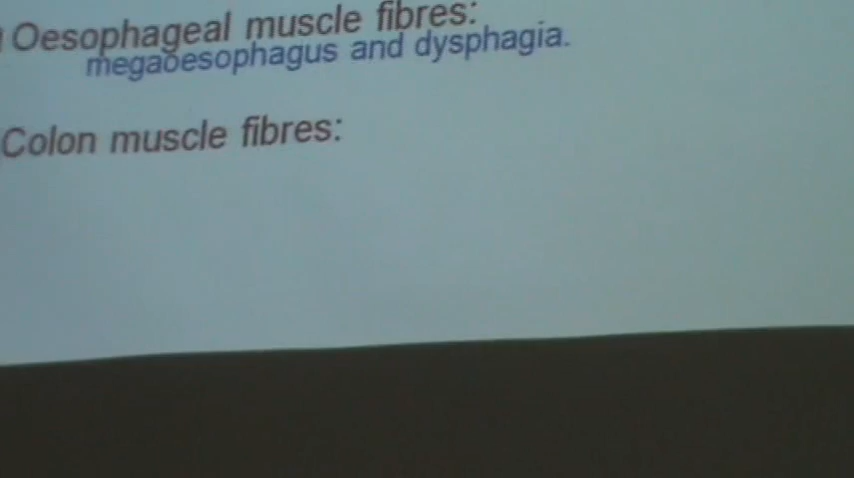 Oesophageal muscle fibres:
megaoesophagus and dysphagia.
Colon muscle fibres: